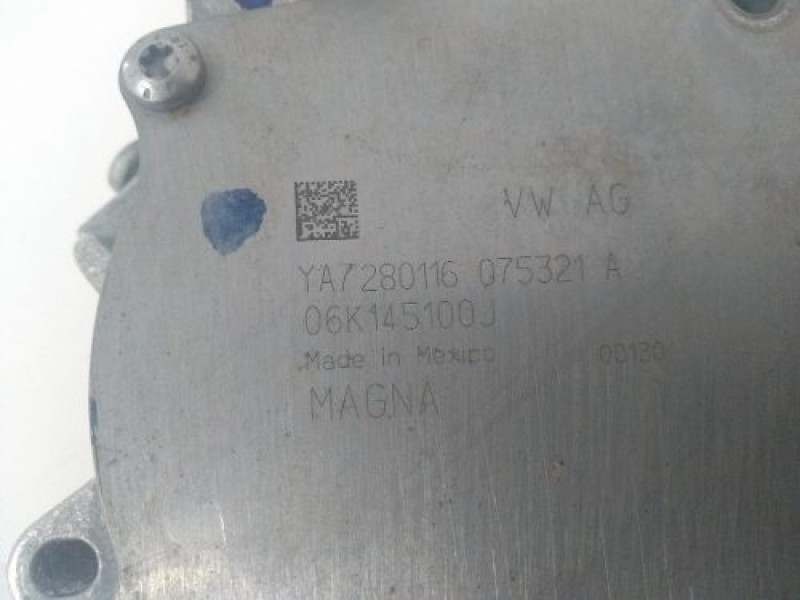 VW AG
YA7280116 075321 A
06K145100J
Made in Mexico 00130
MAGNA